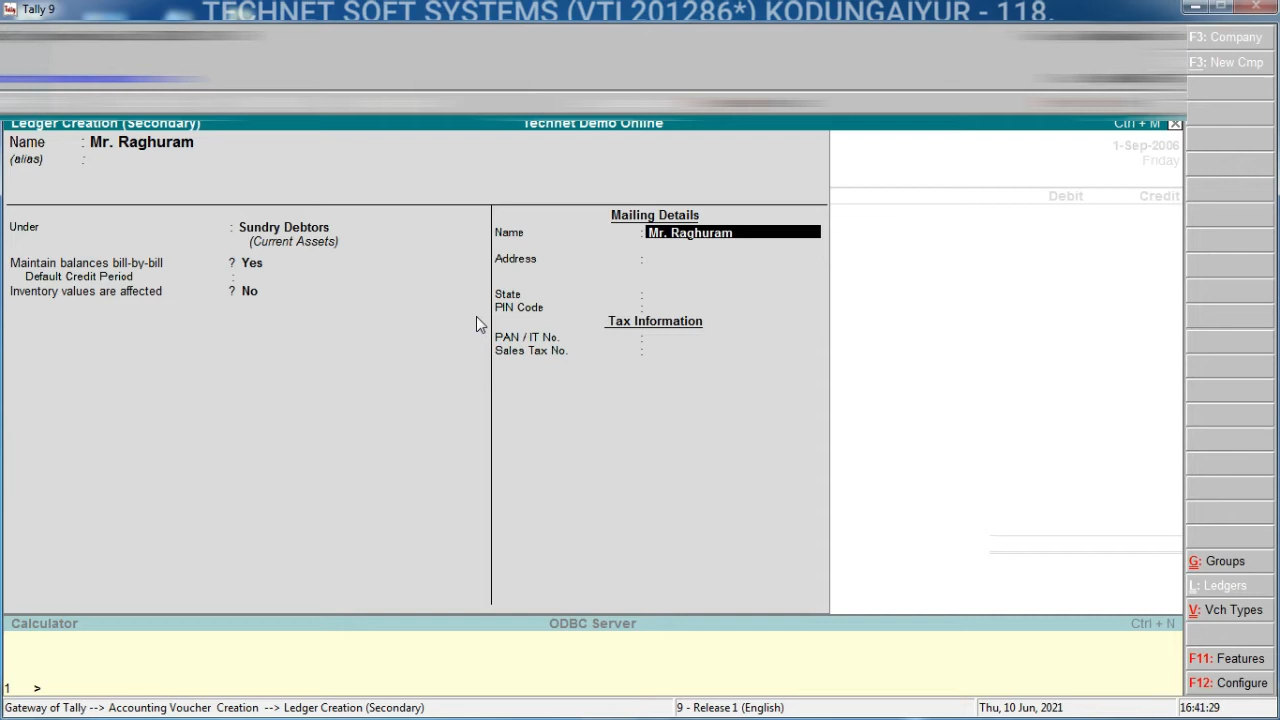 Tally 9
TECHNET SOFT SYSTEMS (VTL201286*) KODUNGAIYUR - 118.
F3: Company
F3: New Cmp
Ledger Creation (Secondary)
Technet Demo Online
Ctrl + M
Name : Mr. Raghuram
(alias) :
1-Sep-2006
Friday
Debit Credit
Under : Sundry Debtors
(Current Assets)
Maintain balances bill-by-bill ? Yes
Default Credit Period :
Inventory values are affected ? No
Mailing Details
Name : Mr. Raghuram
Address :
State :
PIN Code :
Tax Information
PAN / IT No. :
Sales Tax No. :
G: Groups
L: Ledgers
V: Vch Types
F11: Features
F12: Configure
Calculator
ODBC Server
Ctrl + N
1 >
Gateway of Tally --> Accounting Voucher Creation --> Ledger Creation (Secondary)
9 - Release 1 (English)
Thu, 10 Jun, 2021
16:41:29